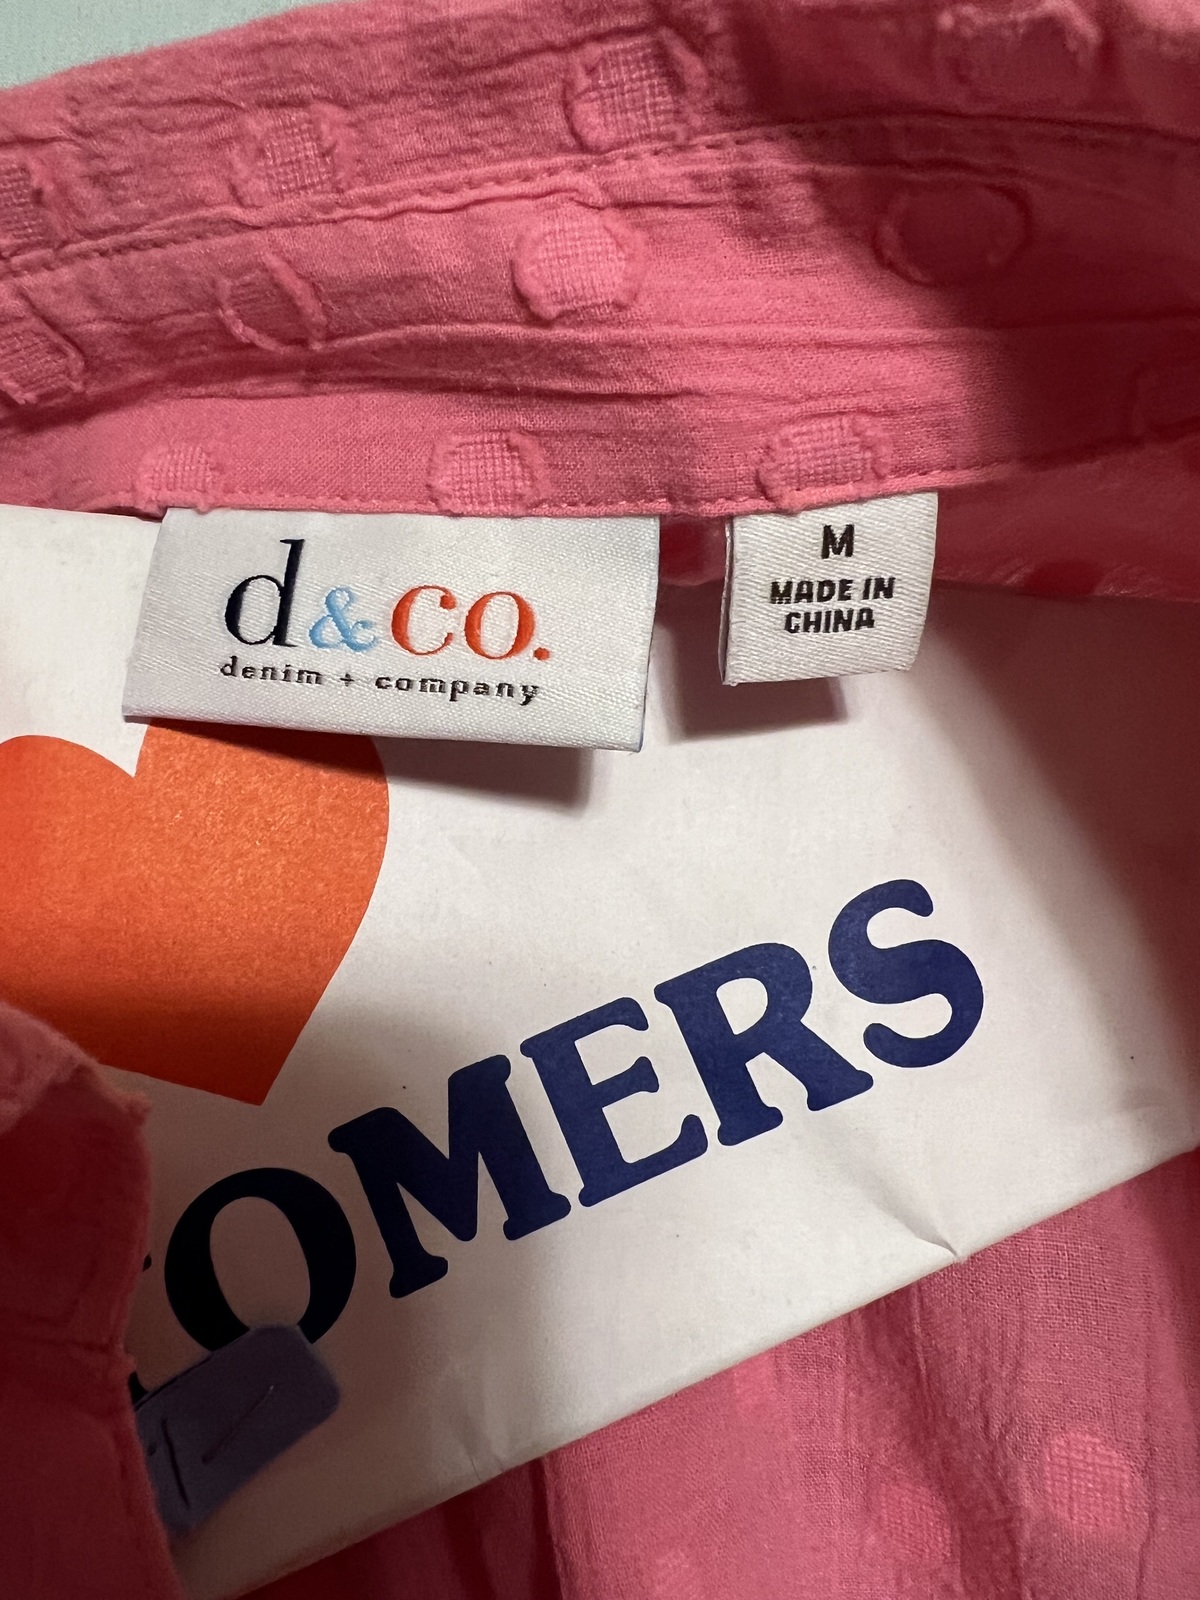 d&co.
denim + company
M
MADE IN
CHINA
OMERS